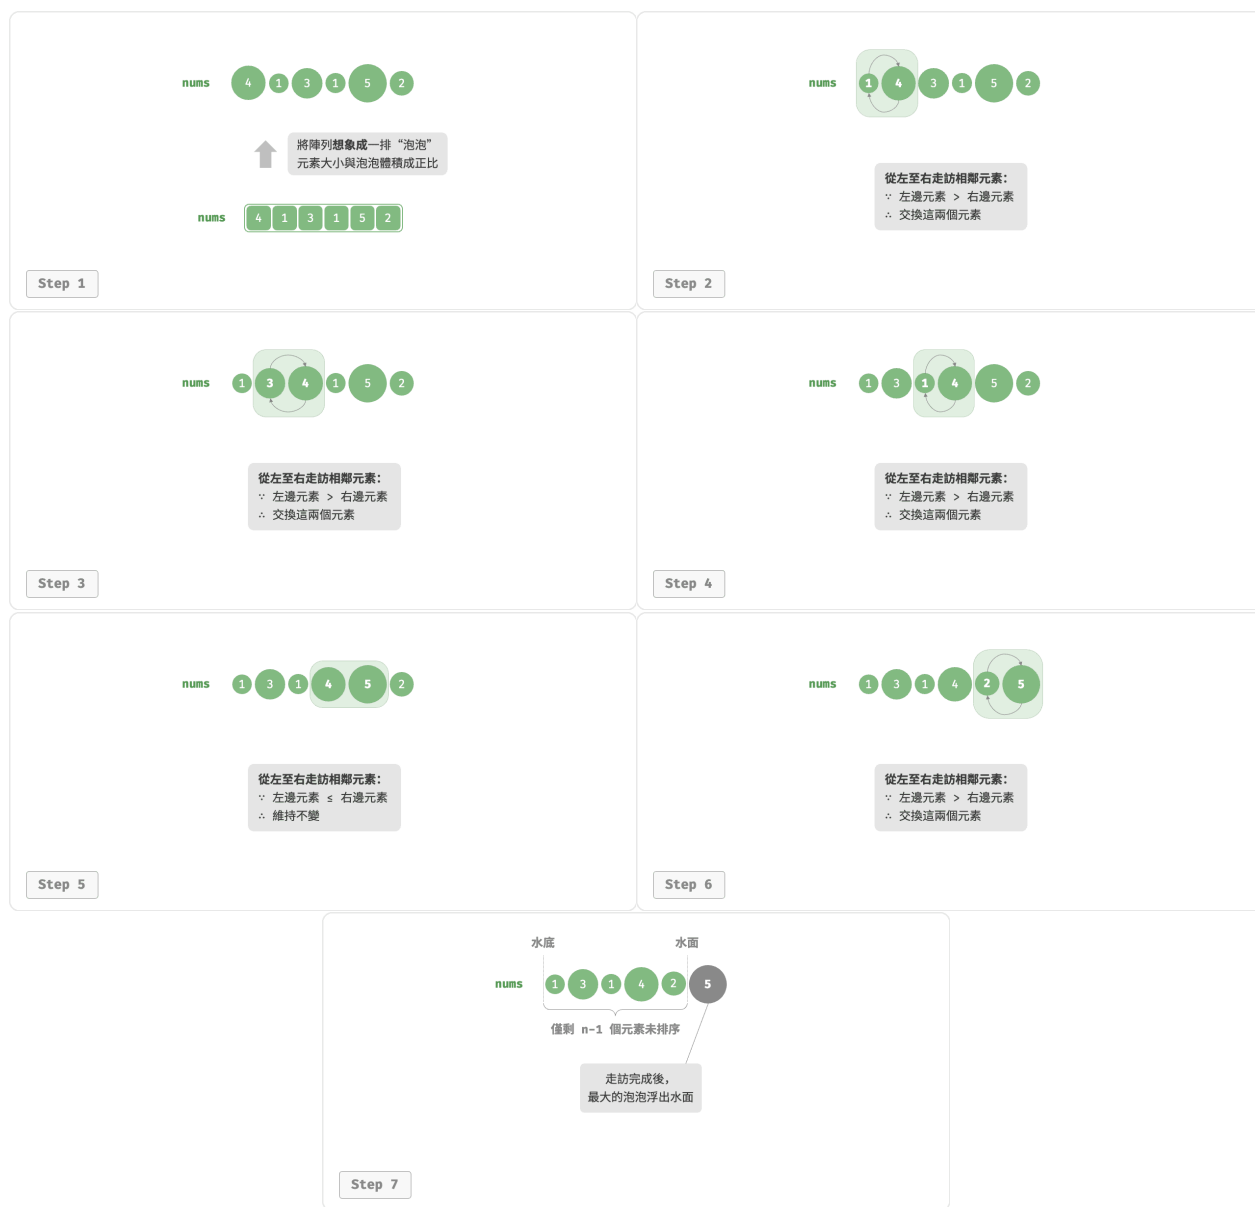 nums 4 1 3 1 5 2
將陣列想象成一排“泡泡”
元素大小與泡泡體積成正比
nums 4 1 3 1 5 2
Step 1
nums 1 4 3 1 5 2
從左至右走訪相鄰元素：
∵ 左邊元素 > 右邊元素
∴ 交換這兩個元素
Step 2
nums 1 3 4 1 5 2
從左至右走訪相鄰元素：
∵ 左邊元素 > 右邊元素
∴ 交換這兩個元素
Step 3
nums 1 3 1 4 5 2
從左至右走訪相鄰元素：
∵ 左邊元素 > 右邊元素
∴ 交換這兩個元素
Step 4
nums 1 3 1 4 5 2
從左至右走訪相鄰元素：
∵ 左邊元素 ≤ 右邊元素
∴ 維持不變
Step 5
nums 1 3 1 4 2 5
從左至右走訪相鄰元素：
∵ 左邊元素 > 右邊元素
∴ 交換這兩個元素
Step 6
水底 水面
nums 1 3 1 4 2 5
僅剩 n-1 個元素未排序
走訪完成後，
最大的泡泡浮出水面
Step 7